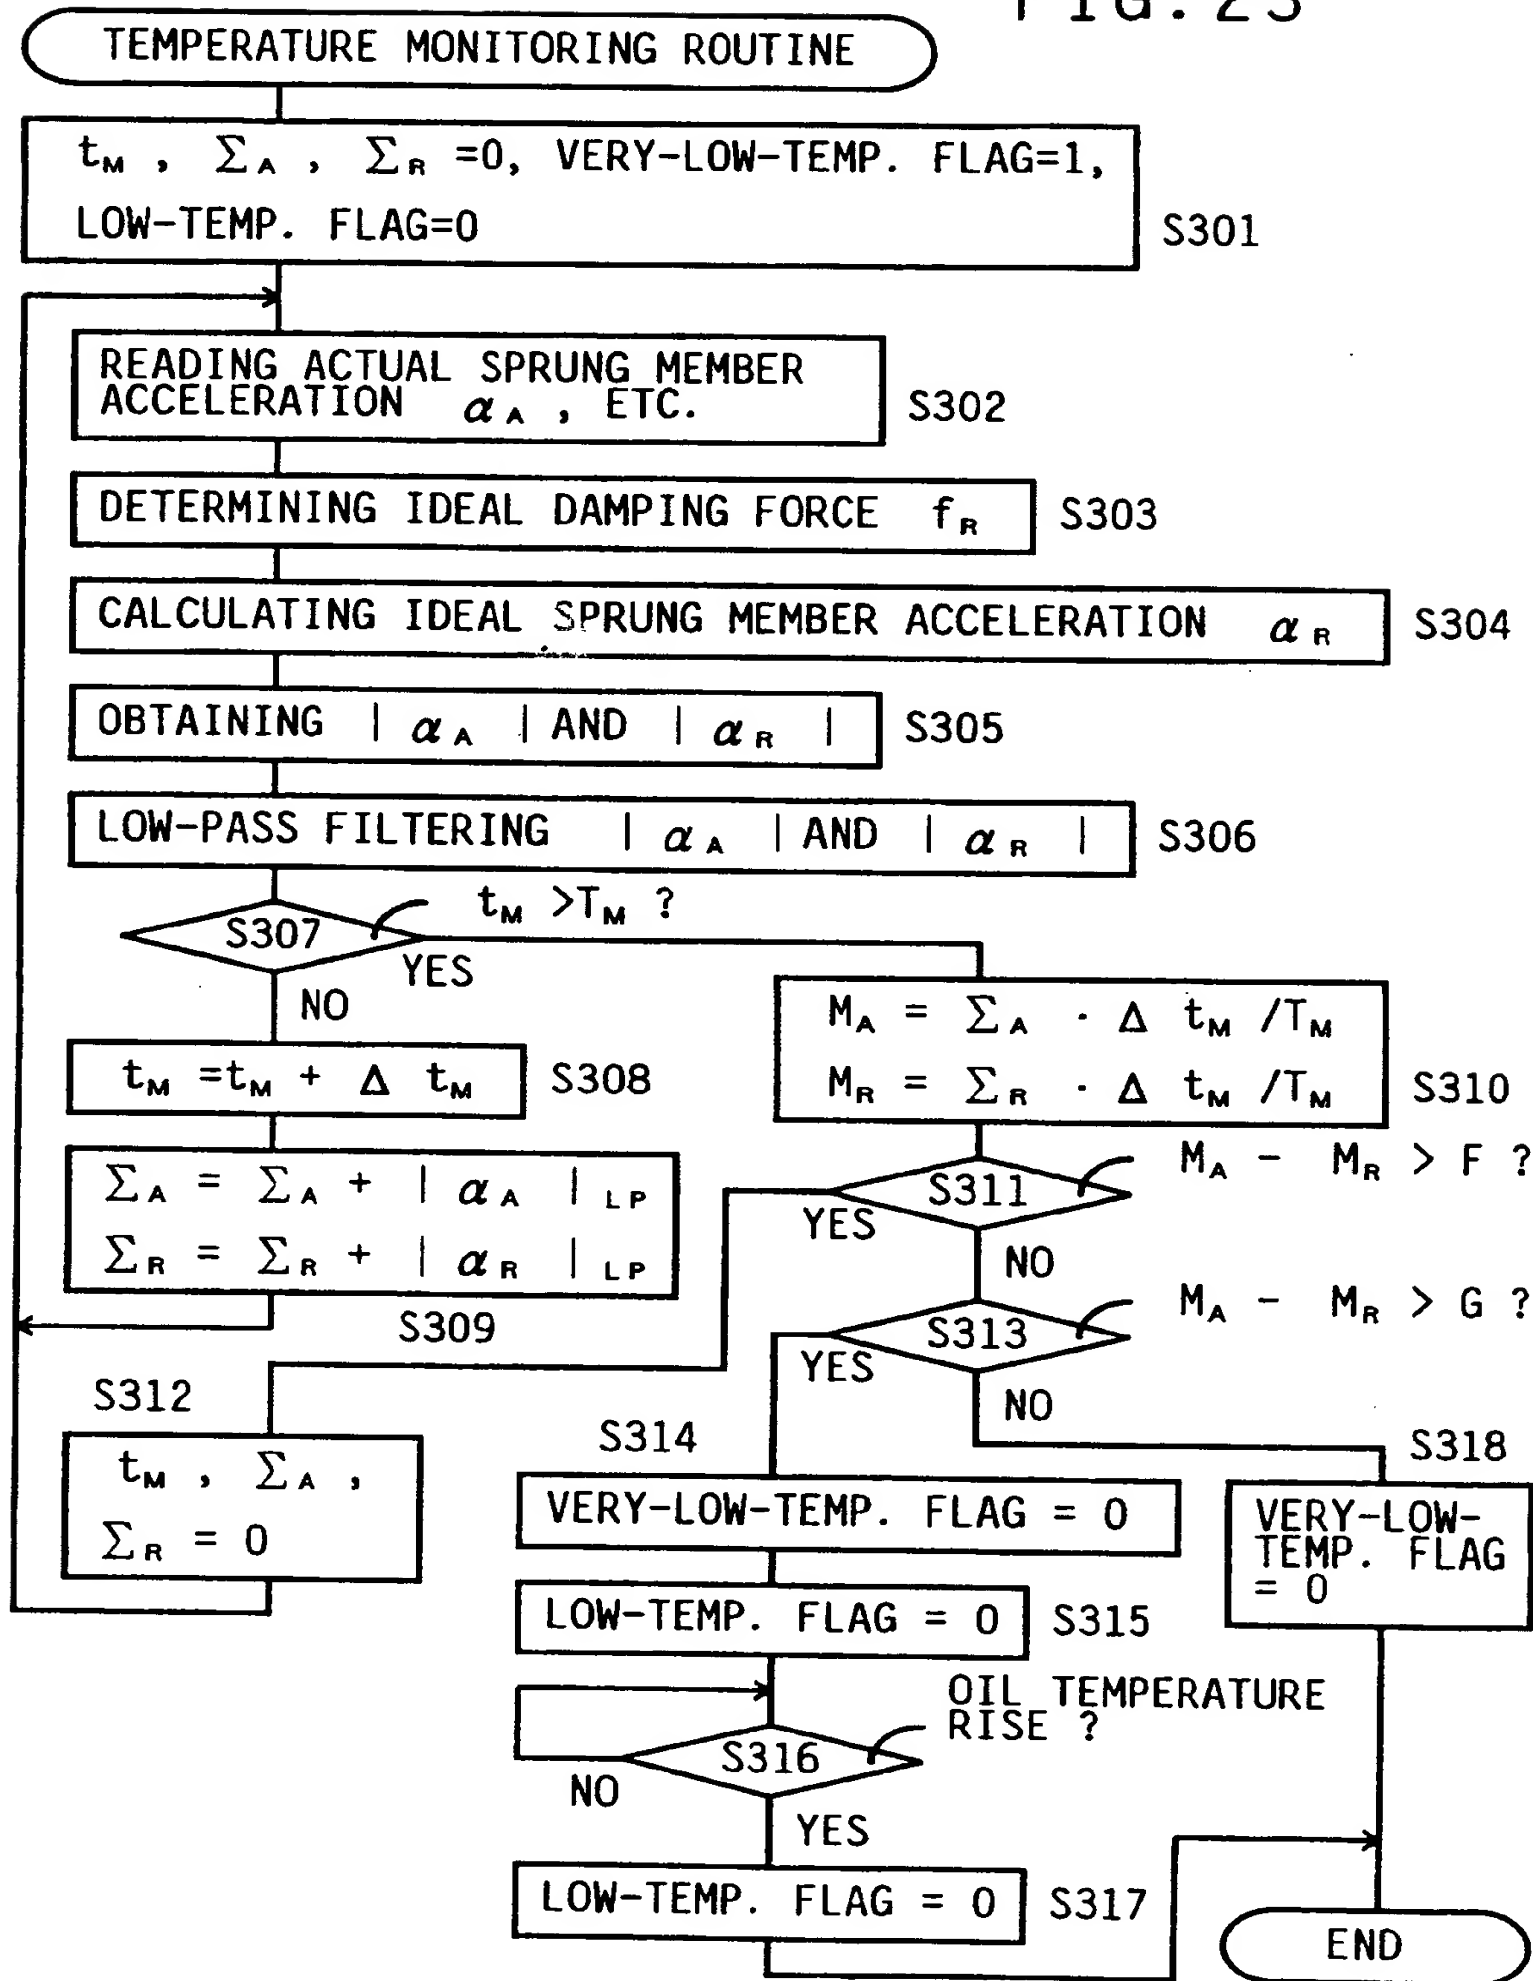 FIG.23
TEMPERATURE MONITORING ROUTINE
tM , ΣA , ΣR =0, VERY-LOW-TEMP. FLAG=1,
LOW-TEMP. FLAG=0
S301
READING ACTUAL SPRUNG MEMBER
ACCELERATION αA , ETC.
S302
DETERMINING IDEAL DAMPING FORCE fR
S303
CALCULATING IDEAL SPRUNG MEMBER ACCELERATION αR
S304
OBTAINING | αA | AND | αR |
S305
LOW-PASS FILTERING | αA | AND | αR |
S306
S307
tM >TM ?
YES
NO
tM =tM + Δ tM
S308
ΣA = ΣA + | αA | LP
ΣR = ΣR + | αR | LP
S309
MA = ΣA · Δ tM /TM
MR = ΣR · Δ tM /TM
S310
S311
MA - MR > F ?
YES
NO
S312
tM , ΣA ,
ΣR = 0
S313
MA - MR > G ?
YES
NO
S314
VERY-LOW-TEMP. FLAG = 0
LOW-TEMP. FLAG = 0
S315
S316
OIL TEMPERATURE
RISE ?
NO
YES
LOW-TEMP. FLAG = 0
S317
S318
VERY-LOW-
TEMP. FLAG
= 0
END